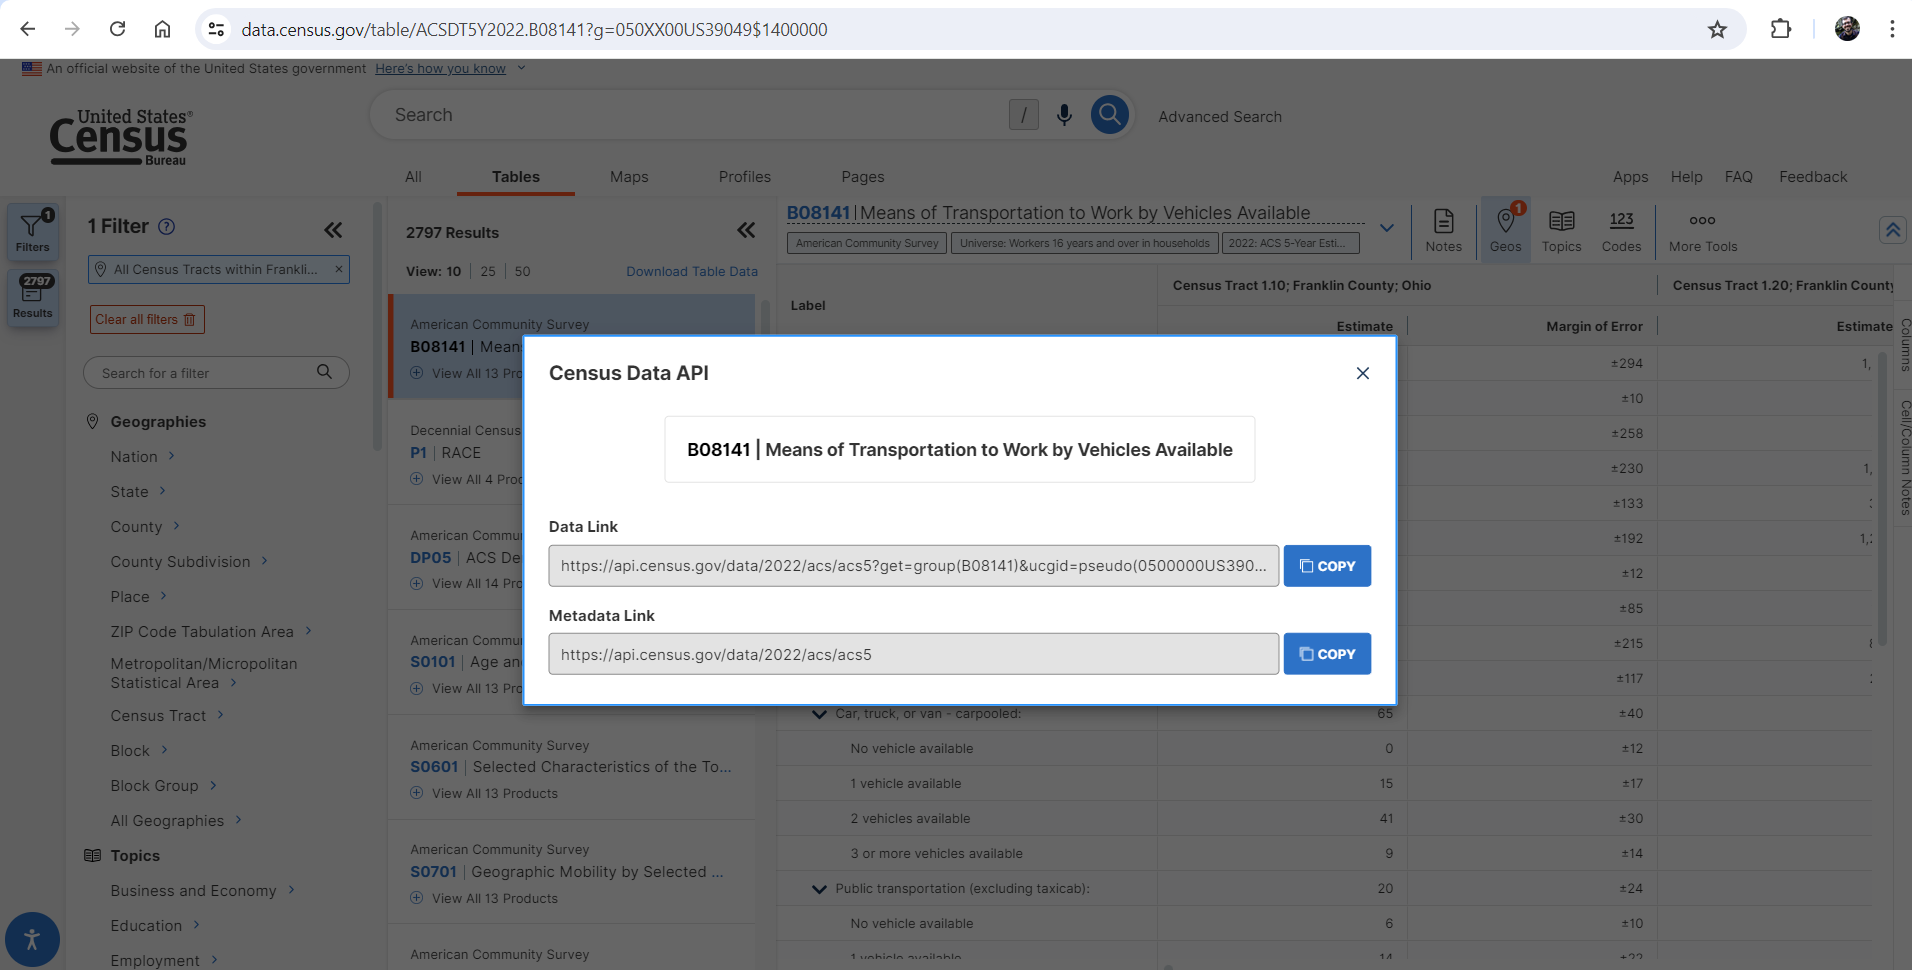 data.census.gov/table/ACSDT5Y2022.B08141?g=050XX00US39049$1400000
An official website of the United States government Here's how you know
United States®
Census
Bureau
Search
/
Advanced Search
All
Tables
Maps
Profiles
Pages
Apps
Help
FAQ
Feedback
1
Filters
2797
Results
1 Filter
All Census Tracts within Frankli...
Clear all filters
Search for a filter
Geographies
Nation
State
County
County Subdivision
Place
ZIP Code Tabulation Area
Metropolitan/Micropolitan
Statistical Area
Census Tract
Block
Block Group
All Geographies
Topics
Business and Economy
Education
Employment
2797 Results
View: 10 | 25 | 50
Download Table Data
American Community Survey
B08141 | Mean
View All 13 Pro
Decennial Census
P1 | RACE
View All 4 Proc
American Commu
DP05 | ACS De
View All 14 Pro
American Commu
S0101 | Age an
View All 13 Pro
American Community Survey
S0601 | Selected Characteristics of the To...
View All 13 Products
American Community Survey
S0701 | Geographic Mobility by Selected ...
View All 13 Products
American Community Survey
B08141 | Means of Transportation to Work by Vehicles Available
American Community Survey
Universe: Workers 16 years and over in households
2022: ACS 5-Year Esti...
Notes
1
Geos
Topics
123
Codes
More Tools
Label
Census Tract 1.10; Franklin County; Ohio
Census Tract 1.20; Franklin County
Estimate
Margin of Error
Estimate
±294 1,
±10
±258
±230 1,
±133
±192 1,2
±12
±85
±215
±117
Car, truck, or van - carpooled: 65 ±40
No vehicle available 0 ±12
1 vehicle available 15 ±17
2 vehicles available 41 ±30
3 or more vehicles available 9 ±14
Public transportation (excluding taxicab): 20 ±24
No vehicle available 6 ±10
1 vehicle available 14 ±22
Columns
Cell/Column Notes
Census Data API
B08141 | Means of Transportation to Work by Vehicles Available
Data Link
https://api.census.gov/data/2022/acs/acs5?get=group(B08141)&ucgid=pseudo(0500000US390...
COPY
Metadata Link
https://api.census.gov/data/2022/acs/acs5
COPY